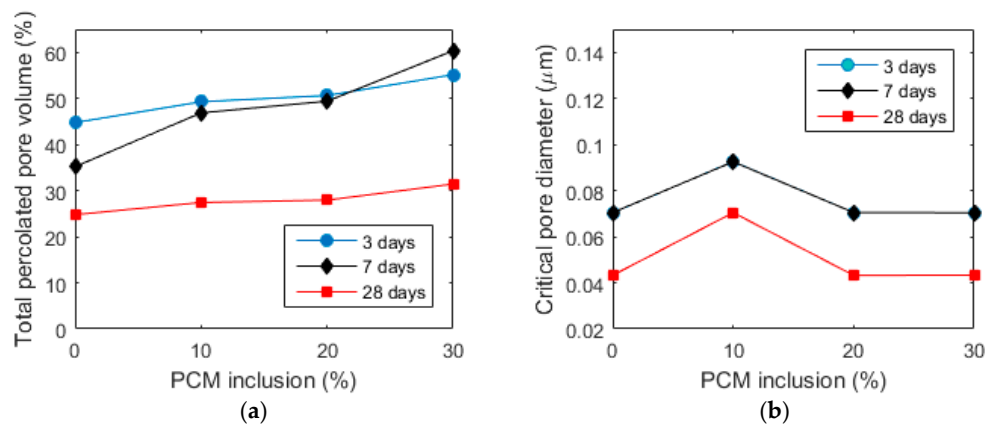 Total percolated pore volume (%)
60
50
40
30
20
10
0
3 days
7 days
28 days
0 10 20 30
PCM inclusion (%)
(a)
Critical pore diameter (μm)
0.14
0.12
0.1
0.08
0.06
0.04
0.02
3 days
7 days
28 days
0 10 20 30
PCM inclusion (%)
(b)